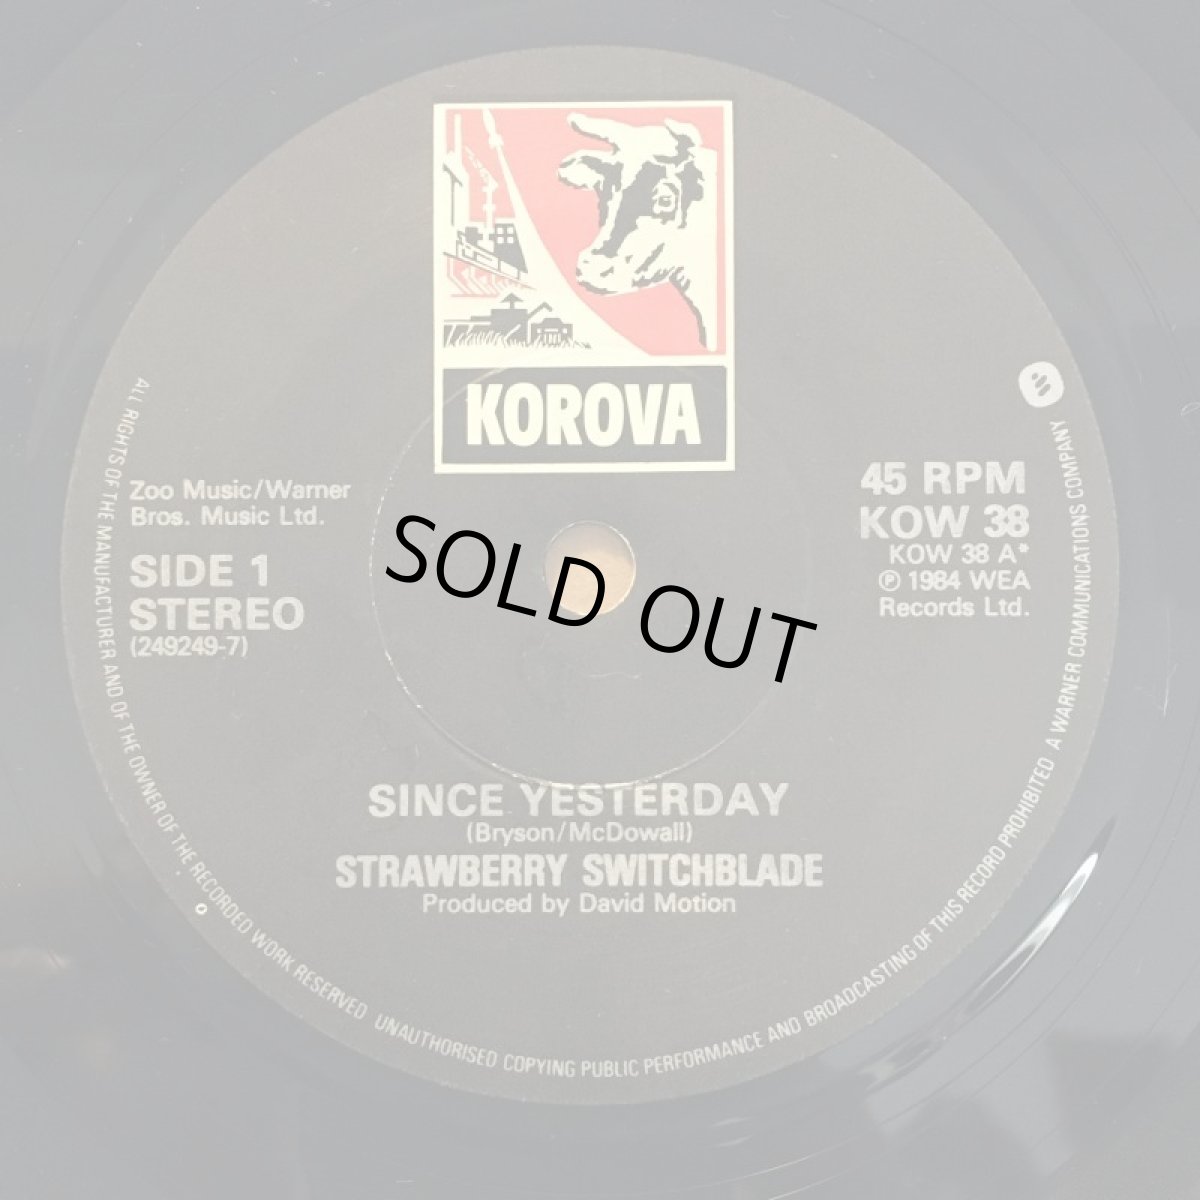 KOROVA
Zoo Music/Warner
Bros. Music Ltd.
SIDE 1
STEREO
(249249-7)
45 RPM
KOW 38
KOW 38 A*
℗ 1984 WEA
Records Ltd.
SOLD OUT
SINCE YESTERDAY
(Bryson/McDowall)
STRAWBERRY SWITCHBLADE
Produced by David Motion
ALL RIGHTS OF THE MANUFACTURER AND OF THE OWNER OF THE RECORDED WORK RESERVED UNAUTHORISED COPYING PUBLIC PERFORMANCE AND BROADCASTING OF THIS RECORD PROHIBITED A WARNER COMMUNICATIONS COMPANY